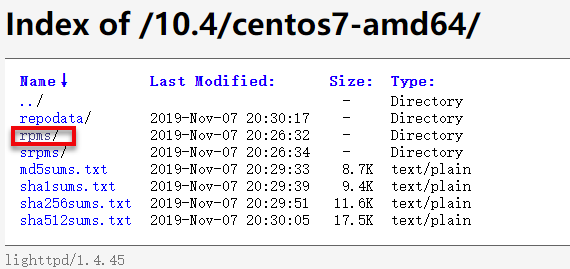 Index of /10.4/centos7-amd64/
Name↓ Last Modified: Size: Type:
../ - Directory
repodata/ 2019-Nov-07 20:30:17 - Directory
rpms/ 2019-Nov-07 20:26:32 - Directory
srpms/ 2019-Nov-07 20:26:34 - Directory
md5sums.txt 2019-Nov-07 20:29:33 8.7K text/plain
sha1sums.txt 2019-Nov-07 20:29:39 9.4K text/plain
sha256sums.txt 2019-Nov-07 20:29:51 11.6K text/plain
sha512sums.txt 2019-Nov-07 20:30:05 17.5K text/plain
lighttpd/1.4.45